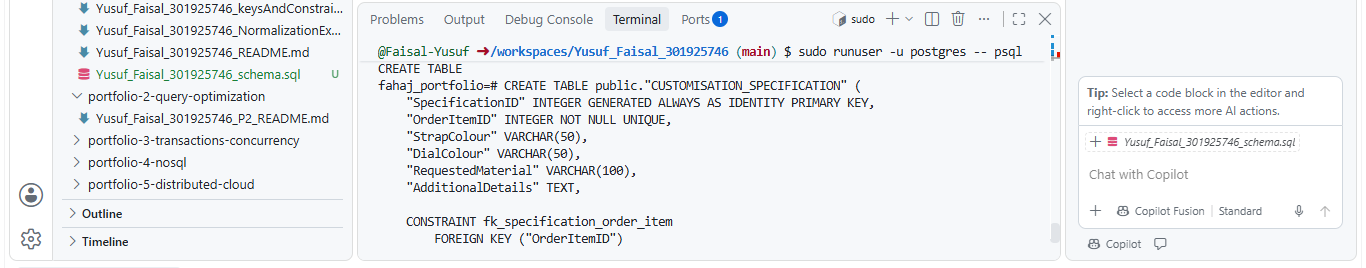 Yusuf_Faisal_301925746_keysAndConstrai...
Yusuf_Faisal_301925746_NormalizationEx...
Yusuf_Faisal_301925746_README.md
Yusuf_Faisal_301925746_schema.sql U
portfolio-2-query-optimization
Yusuf_Faisal_301925746_P2_README.md
portfolio-3-transactions-concurrency
portfolio-4-nosql
portfolio-5-distributed-cloud
Outline
Timeline
Problems Output Debug Console Terminal Ports 1 sudo
@Faisal-Yusuf ➜/workspaces/Yusuf_Faisal_301925746 (main) $ sudo runuser -u postgres -- psql
CREATE TABLE
fahaj_portfolio=# CREATE TABLE public."CUSTOMISATION_SPECIFICATION" (
"SpecificationID" INTEGER GENERATED ALWAYS AS IDENTITY PRIMARY KEY,
"OrderItemID" INTEGER NOT NULL UNIQUE,
"StrapColour" VARCHAR(50),
"DialColour" VARCHAR(50),
"RequestedMaterial" VARCHAR(100),
"AdditionalDetails" TEXT,
CONSTRAINT fk_specification_order_item
FOREIGN KEY ("OrderItemID")
Tip: Select a code block in the editor and
right-click to access more AI actions.
Yusuf_Faisal_301925746_schema.sql
Chat with Copilot
Copilot Fusion Standard
Copilot